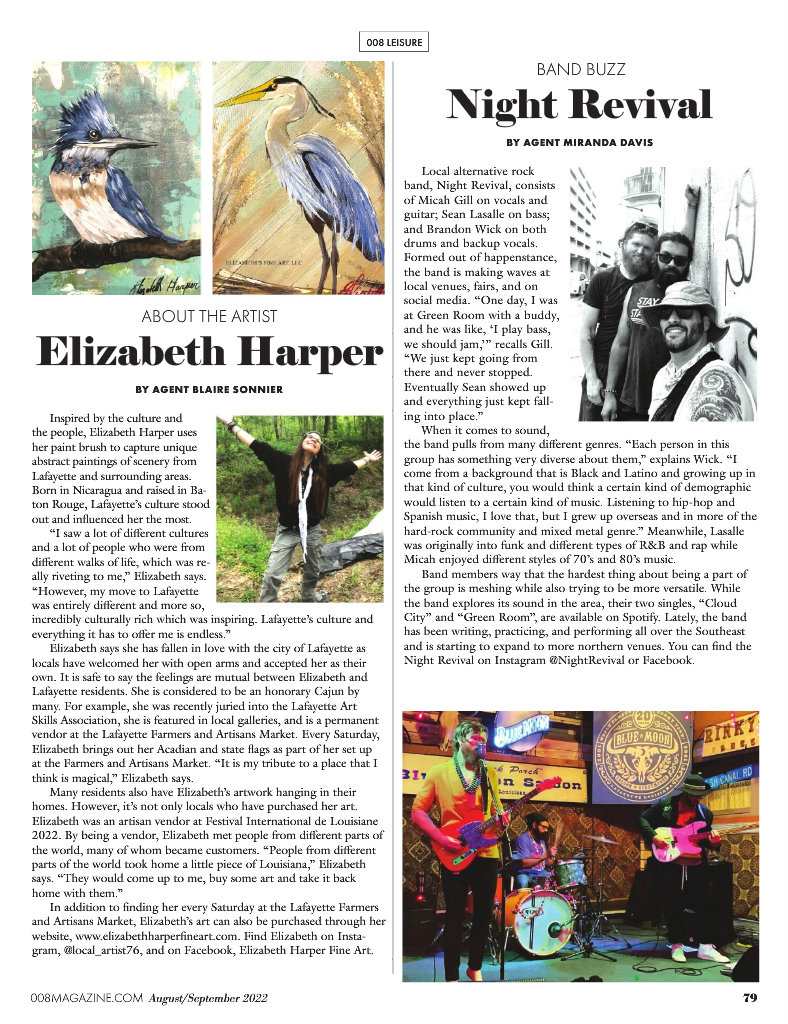 008 LEISURE
ELIZABETH'S FINE ART, LLC
Elizabeth Harper
ABOUT THE ARTIST
Elizabeth Harper
BY AGENT BLAIRE SONNIER
Inspired by the culture and
the people, Elizabeth Harper uses
her paint brush to capture unique
abstract paintings of scenery from
Lafayette and surrounding areas.
Born in Nicaragua and raised in Ba-
ton Rouge, Lafayette's culture stood
out and influenced her the most.
“I saw a lot of different cultures
and a lot of people who were from
different walks of life, which was re-
ally riveting to me,” Elizabeth says.
“However, my move to Lafayette
was entirely different and more so,
incredibly culturally rich which was inspiring. Lafayette's culture and
everything it has to offer me is endless.”
Elizabeth says she has fallen in love with the city of Lafayette as
locals have welcomed her with open arms and accepted her as their
own. It is safe to say the feelings are mutual between Elizabeth and
Lafayette residents. She is considered to be an honorary Cajun by
many. For example, she was recently juried into the Lafayette Art
Skills Association, she is featured in local galleries, and is a permanent
vendor at the Lafayette Farmers and Artisans Market. Every Saturday,
Elizabeth brings out her Acadian and state flags as part of her set up
at the Farmers and Artisans Market. “It is my tribute to a place that I
think is magical,” Elizabeth says.
Many residents also have Elizabeth's artwork hanging in their
homes. However, it's not only locals who have purchased her art.
Elizabeth was an artisan vendor at Festival International de Louisiane
2022. By being a vendor, Elizabeth met people from different parts of
the world, many of whom became customers. “People from different
parts of the world took home a little piece of Louisiana,” Elizabeth
says. “They would come up to me, buy some art and take it back
home with them.”
In addition to finding her every Saturday at the Lafayette Farmers
and Artisans Market, Elizabeth's art can also be purchased through her
website, www.elizabethharperfineart.com. Find Elizabeth on Insta-
gram, @local_artist76, and on Facebook, Elizabeth Harper Fine Art.
BAND BUZZ
Night Revival
BY AGENT MIRANDA DAVIS
Local alternative rock
band, Night Revival, consists
of Micah Gill on vocals and
guitar; Sean Lasalle on bass;
and Brandon Wick on both
drums and backup vocals.
Formed out of happenstance,
the band is making waves at
local venues, fairs, and on
social media. “One day, I was
at Green Room with a buddy,
and he was like, ‘I play bass,
we should jam,’” recalls Gill.
“We just kept going from
there and never stopped.
Eventually Sean showed up
and everything just kept fall-
ing into place.”
When it comes to sound,
the band pulls from many different genres. “Each person in this
group has something very diverse about them,” explains Wick. “I
come from a background that is Black and Latino and growing up in
that kind of culture, you would think a certain kind of demographic
would listen to a certain kind of music. Listening to hip-hop and
Spanish music, I love that, but I grew up overseas and in more of the
hard-rock community and mixed metal genre.” Meanwhile, Lasalle
was originally into funk and different types of R&B and rap while
Micah enjoyed different styles of 70's and 80's music.
Band members way that the hardest thing about being a part of
the group is meshing while also trying to be more versatile. While
the band explores its sound in the area, their two singles, “Cloud
City” and “Green Room”, are available on Spotify. Lately, the band
has been writing, practicing, and performing all over the Southeast
and is starting to expand to more northern venues. You can find the
Night Revival on Instagram @NightRevival or Facebook.
STAY
STA
BLUE MOON
20
BLUE MOON
Porch
n Saloon
Louisiana
RINKY
SH CANAL RD
008MAGAZINE.COM August/September 2022
79